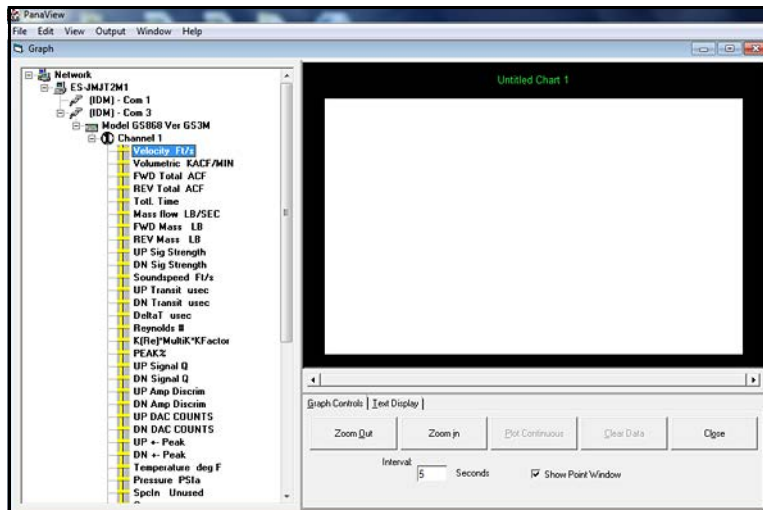 PanaView
File Edit View Output Window Help
Graph
Network
ES-JMJT2M1
(IDM) - Com 1
(IDM) - Com 3
Model GS868 Ver GS3M
Channel 1
Velocity Ft/s
Volumetric KACF/MIN
FWD Total ACF
REV Total ACF
Totl. Time
Mass flow LB/SEC
FWD Mass LB
REV Mass LB
UP Sig Strength
DN Sig Strength
Soundspeed Ft/s
UP Transit usec
DN Transit usec
DeltaT usec
Reynolds #
K(Re)*MultiK*KFactor
PEAK%
UP Signal Q
DN Signal Q
UP Amp Discrim
DN Amp Discrim
UP DAC COUNTS
DN DAC COUNTS
UP +- Peak
DN +- Peak
Temperature deg F
Pressure PSIa
SpcIn Unused
Untitled Chart 1
Graph Controls Text Display
Zoom Out Zoom in Plot Continuous Clear Data Close
Interval:
5 Seconds Show Point Window